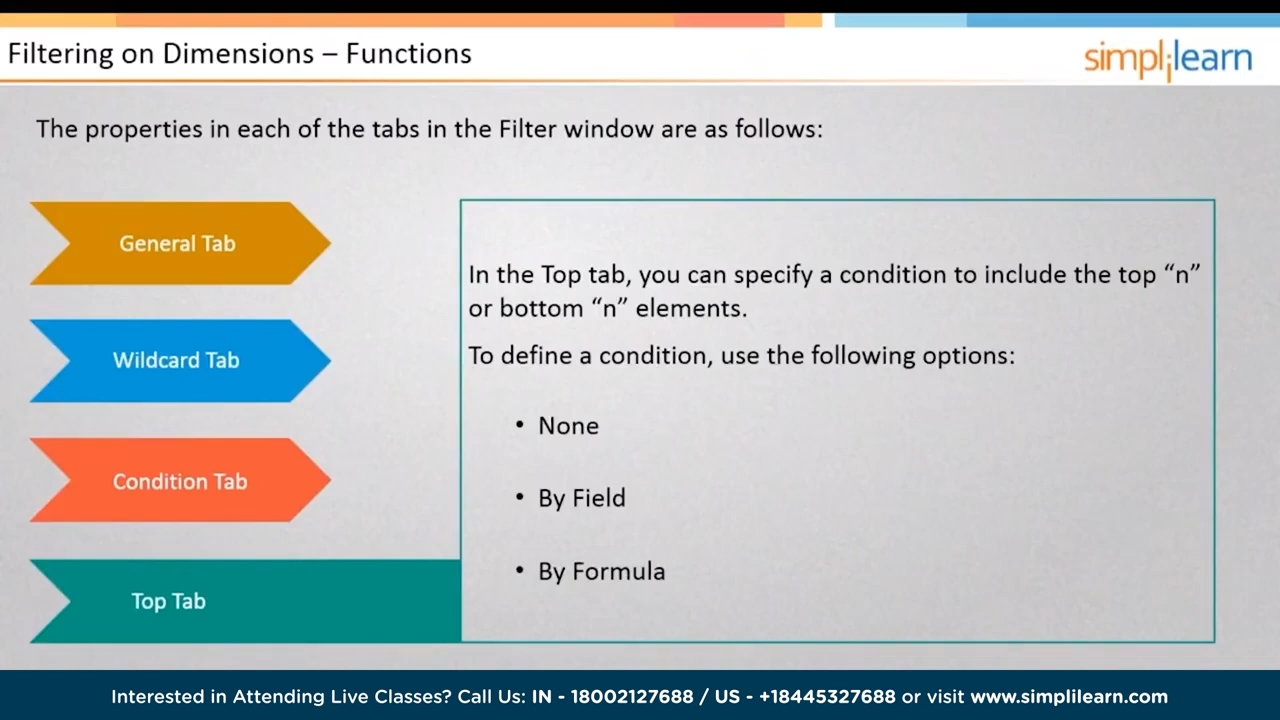 Filtering on Dimensions – Functions
simplilearn
The properties in each of the tabs in the Filter window are as follows:
General Tab
Wildcard Tab
Condition Tab
Top Tab
In the Top tab, you can specify a condition to include the top “n”
or bottom “n” elements.
To define a condition, use the following options:
• None
• By Field
• By Formula
Interested in Attending Live Classes? Call Us: IN - 18002127688 / US - +18445327688 or visit www.simplilearn.com